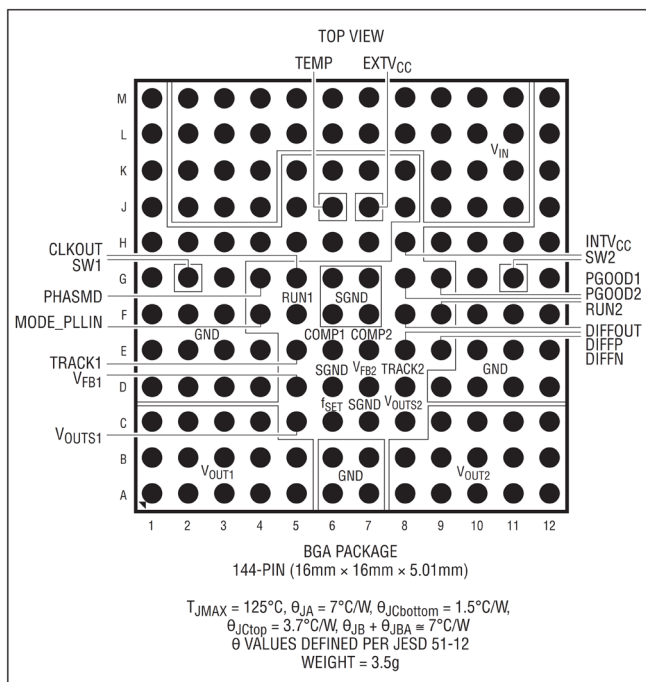 TOP VIEW
TEMP EXTVCC
M
L
VIN
K
J
H
CLKOUT INTVCC
SW1 SW2
G PGOOD1
PHASMD RUN1 SGND PGOOD2
F RUN2
MODE_PLLIN COMP1 COMP2 DIFFOUT
GND
E DIFFP
TRACK1 SGND VFB2 TRACK2 GND DIFFN
VFB1
D
fSET SGND VOUTS2
C
VOUTS1
B
VOUT1 GND VOUT2
A
1 2 3 4 5 6 7 8 9 10 11 12
BGA PACKAGE
144-PIN (16mm × 16mm × 5.01mm)
TJMAX = 125°C, θJA = 7°C/W, θJCbottom = 1.5°C/W,
θJCtop = 3.7°C/W, θJB + θJBA ≅ 7°C/W
θ VALUES DEFINED PER JESD 51-12
WEIGHT = 3.5g